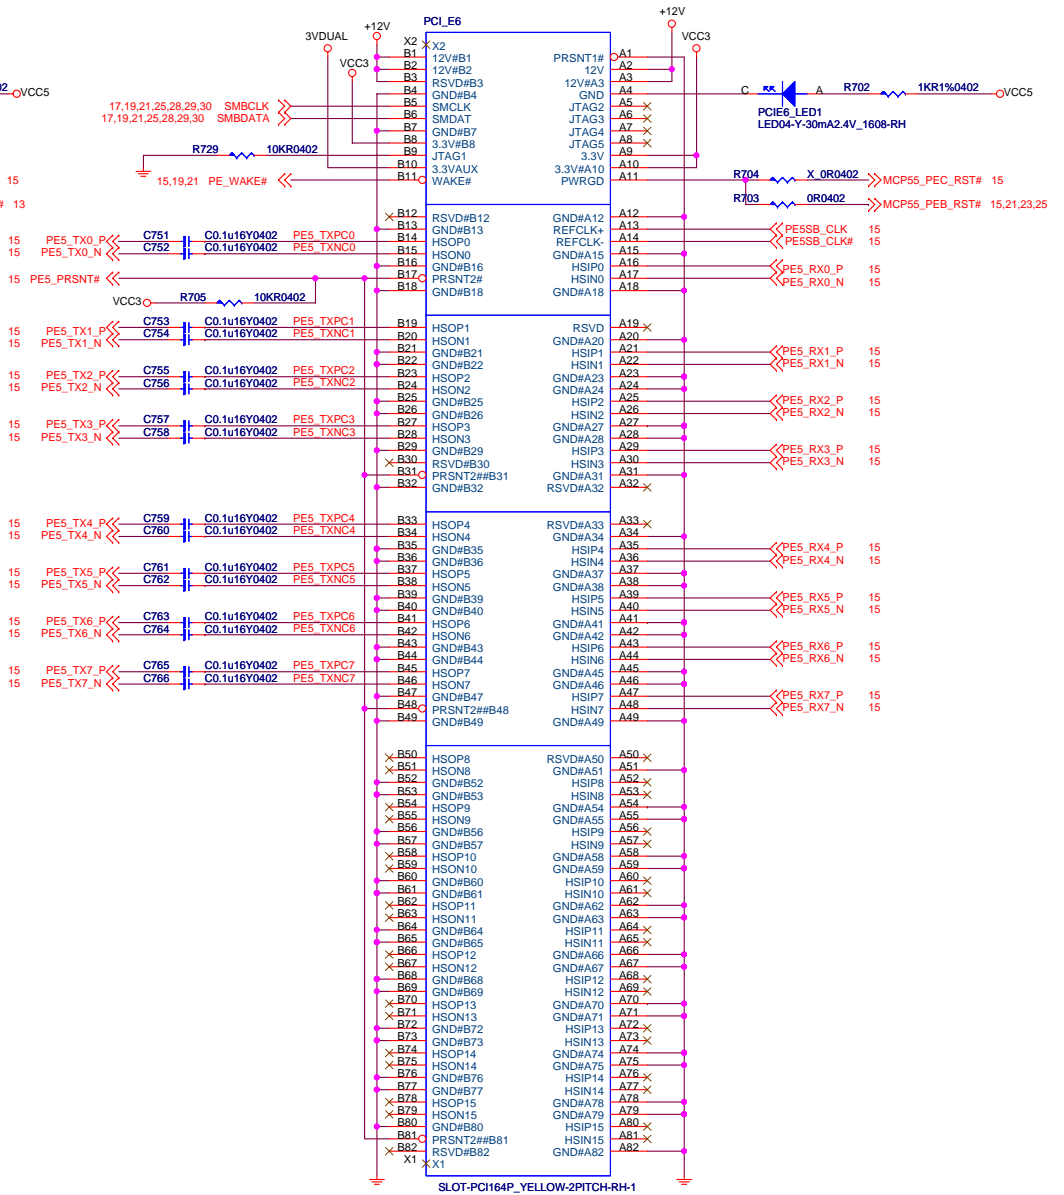 PCI_E6
+12V
+12V
3VDUAL
VCC3
VCC3
02 VCC5
X2 X2
B1 12V#B1 PRSNT1# A1
B2 12V#B2 12V A2
B3 RSVD#B3 12V#A3 A3
B4 GND#B4 GND A4
C A R702 1KR1%0402 VCC5
PCIE6_LED1
LED04-Y-30mA2.4V_1608-RH
17,19,21,25,28,29,30 SMBCLK B5 SMCLK JTAG2 A5
17,19,21,25,28,29,30 SMBDATA B6 SMDAT JTAG3 A6
B7 GND#B7 JTAG4 A7
B8 3.3V#B8 JTAG5 A8
R729 10KR0402 B9 JTAG1 3.3V A9
B10 3.3VAUX 3.3V#A10 A10
15 15,19,21 PE_WAKE# B11 WAKE# PWRGD A11 R704 X_0R0402 MCP55_PEC_RST# 15
# 13 R703 0R0402 MCP55_PEB_RST# 15,21,23,25
B12 RSVD#B12 GND#A12 A12
B13 GND#B13 REFCLK+ A13 PE5SB_CLK 15
15 PE5_TX0_P C751 C0.1u16Y0402 PE5_TXPC0 B14 HSOP0 REFCLK- A14 PE5SB_CLK# 15
15 PE5_TX0_N C752 C0.1u16Y0402 PE5_TXNC0 B15 HSON0 GND#A15 A15
B16 GND#B16 HSIP0 A16 PE5_RX0_P 15
15 PE5_PRSNT# B17 PRSNT2# HSIN0 A17 PE5_RX0_N 15
B18 GND#B18 GND#A18 A18
VCC3 R705 10KR0402
15 PE5_TX1_P C753 C0.1u16Y0402 PE5_TXPC1 B19 HSOP1 RSVD A19
15 PE5_TX1_N C754 C0.1u16Y0402 PE5_TXNC1 B20 HSON1 GND#A20 A20
B21 GND#B21 HSIP1 A21 PE5_RX1_P 15
B22 GND#B22 HSIN1 A22 PE5_RX1_N 15
15 PE5_TX2_P C755 C0.1u16Y0402 PE5_TXPC2 B23 HSOP2 GND#A23 A23
15 PE5_TX2_N C756 C0.1u16Y0402 PE5_TXNC2 B24 HSON2 GND#A24 A24
B25 GND#B25 HSIP2 A25 PE5_RX2_P 15
B26 GND#B26 HSIN2 A26 PE5_RX2_N 15
15 PE5_TX3_P C757 C0.1u16Y0402 PE5_TXPC3 B27 HSOP3 GND#A27 A27
15 PE5_TX3_N C758 C0.1u16Y0402 PE5_TXNC3 B28 HSON3 GND#A28 A28
B29 GND#B29 HSIP3 A29 PE5_RX3_P 15
B30 RSVD#B30 HSIN3 A30 PE5_RX3_N 15
B31 PRSNT2##B31 GND#A31 A31
B32 GND#B32 RSVD#A32 A32
15 PE5_TX4_P C759 C0.1u16Y0402 PE5_TXPC4 B33 HSOP4 RSVD#A33 A33
15 PE5_TX4_N C760 C0.1u16Y0402 PE5_TXNC4 B34 HSON4 GND#A34 A34
B35 GND#B35 HSIP4 A35 PE5_RX4_P 15
B36 GND#B36 HSIN4 A36 PE5_RX4_N 15
15 PE5_TX5_P C761 C0.1u16Y0402 PE5_TXPC5 B37 HSOP5 GND#A37 A37
15 PE5_TX5_N C762 C0.1u16Y0402 PE5_TXNC5 B38 HSON5 GND#A38 A38
B39 GND#B39 HSIP5 A39 PE5_RX5_P 15
B40 GND#B40 HSIN5 A40 PE5_RX5_N 15
15 PE5_TX6_P C763 C0.1u16Y0402 PE5_TXPC6 B41 HSOP6 GND#A41 A41
15 PE5_TX6_N C764 C0.1u16Y0402 PE5_TXNC6 B42 HSON6 GND#A42 A42
B43 GND#B43 HSIP6 A43 PE5_RX6_P 15
B44 GND#B44 HSIN6 A44 PE5_RX6_N 15
15 PE5_TX7_P C765 C0.1u16Y0402 PE5_TXPC7 B45 HSOP7 GND#A45 A45
15 PE5_TX7_N C766 C0.1u16Y0402 PE5_TXNC7 B46 HSON7 GND#A46 A46
B47 GND#B47 HSIP7 A47 PE5_RX7_P 15
B48 PRSNT2##B48 HSIN7 A48 PE5_RX7_N 15
B49 GND#B49 GND#A49 A49
B50 HSOP8 RSVD#A50 A50
B51 HSON8 GND#A51 A51
B52 GND#B52 HSIP8 A52
B53 GND#B53 HSIN8 A53
B54 HSOP9 GND#A54 A54
B55 HSON9 GND#A55 A55
B56 GND#B56 HSIP9 A56
B57 GND#B57 HSIN9 A57
B58 HSOP10 GND#A58 A58
B59 HSON10 GND#A59 A59
B60 GND#B60 HSIP10 A60
B61 GND#B61 HSIN10 A61
B62 HSOP11 GND#A62 A62
B63 HSON11 GND#A63 A63
B64 GND#B64 HSIP11 A64
B65 GND#B65 HSIN11 A65
B66 HSOP12 GND#A66 A66
B67 HSON12 GND#A67 A67
B68 GND#B68 HSIP12 A68
B69 GND#B69 HSIN12 A69
B70 HSOP13 GND#A70 A70
B71 HSON13 GND#A71 A71
B72 GND#B72 HSIP13 A72
B73 GND#B73 HSIN13 A73
B74 HSOP14 GND#A74 A74
B75 HSON14 GND#A75 A75
B76 GND#B76 HSIP14 A76
B77 GND#B77 HSIN14 A77
B78 HSOP15 GND#A78 A78
B79 HSON15 GND#A79 A79
B80 GND#B80 HSIP15 A80
B81 PRSNT2##B81 HSIN15 A81
B82 RSVD#B82 GND#A82 A82
X1 X1
SLOT-PCI164P_YELLOW-2PITCH-RH-1